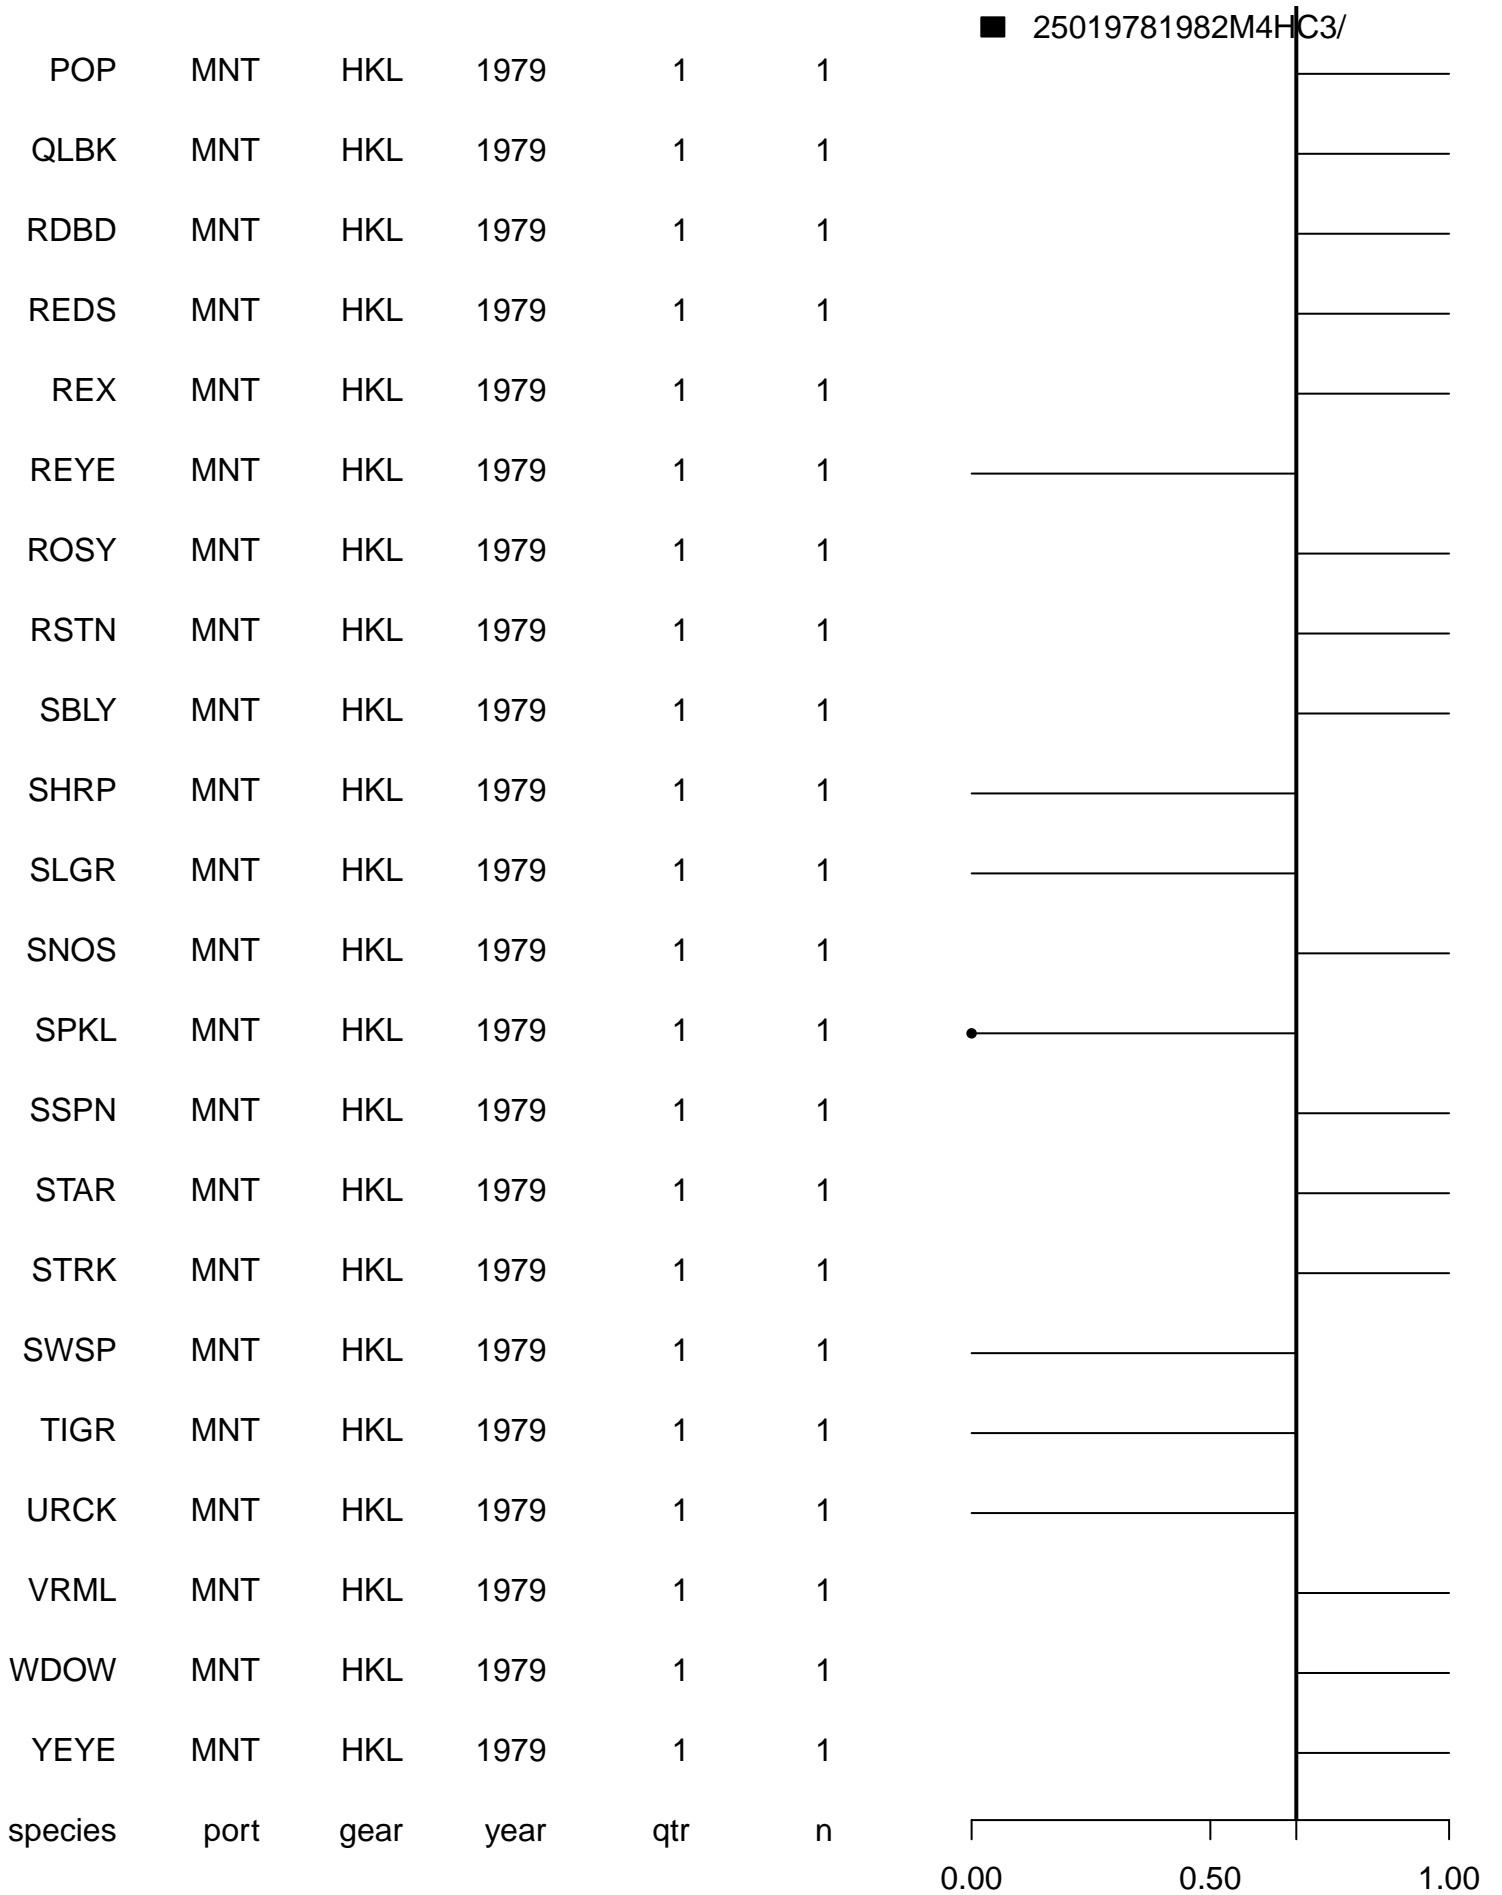 25019781982M4HC3/
POP MNT HKL 1979 1 1
QLBK MNT HKL 1979 1 1
RDBD MNT HKL 1979 1 1
REDS MNT HKL 1979 1 1
REX MNT HKL 1979 1 1
REYE MNT HKL 1979 1 1
ROSY MNT HKL 1979 1 1
RSTN MNT HKL 1979 1 1
SBLY MNT HKL 1979 1 1
SHRP MNT HKL 1979 1 1
SLGR MNT HKL 1979 1 1
SNOS MNT HKL 1979 1 1
SPKL MNT HKL 1979 1 1
SSPN MNT HKL 1979 1 1
STAR MNT HKL 1979 1 1
STRK MNT HKL 1979 1 1
SWSP MNT HKL 1979 1 1
TIGR MNT HKL 1979 1 1
URCK MNT HKL 1979 1 1
VRML MNT HKL 1979 1 1
WDOW MNT HKL 1979 1 1
YEYE MNT HKL 1979 1 1
species port gear year qtr n
0.00 0.50 1.00